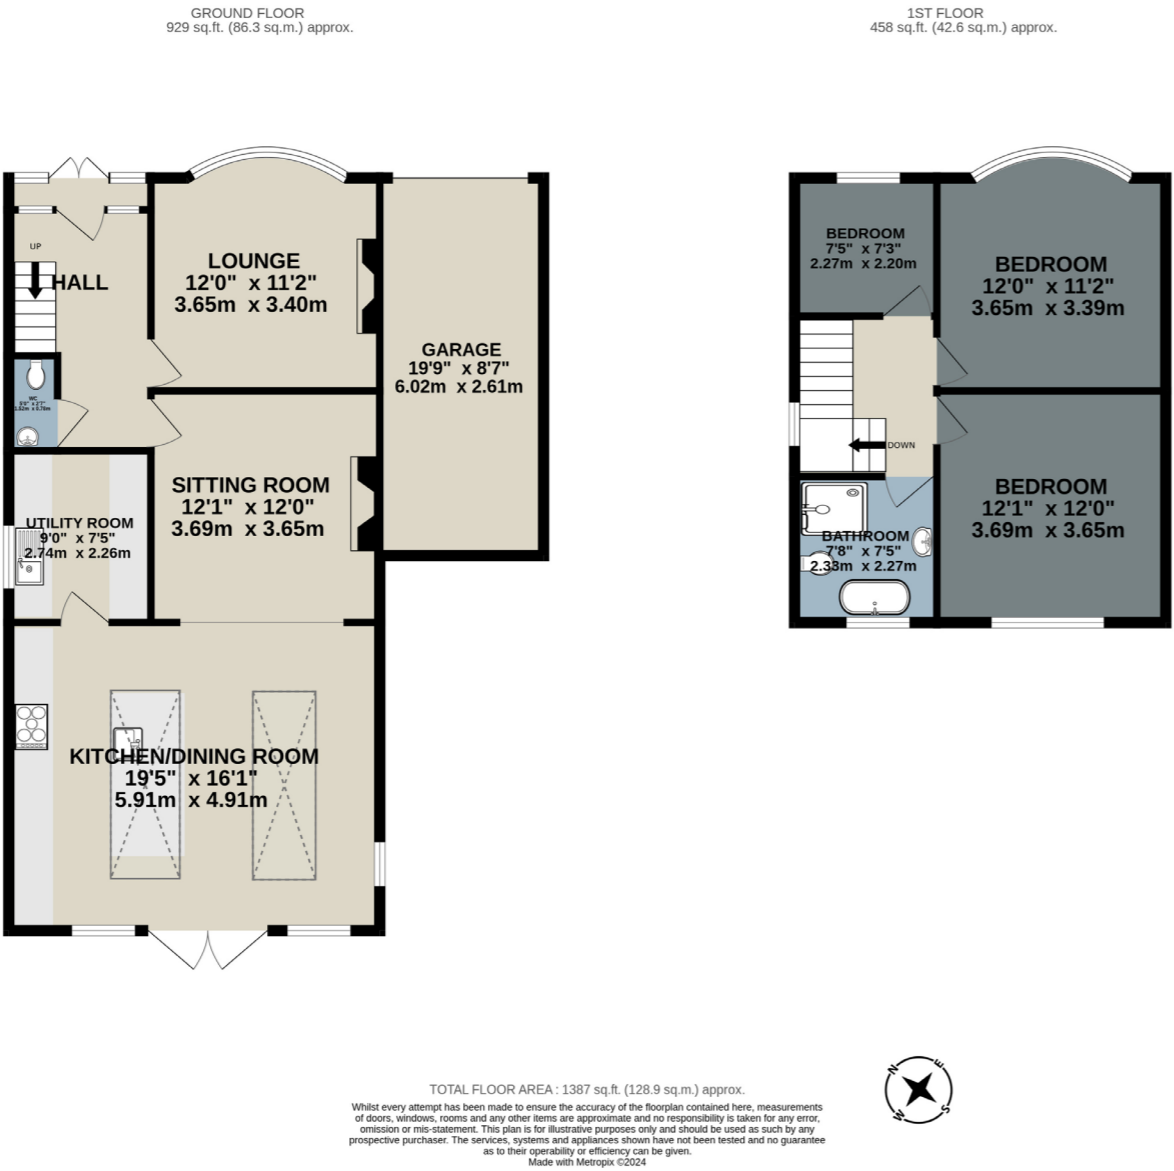 GROUND FLOOR
929 sq.ft. (86.3 sq.m.) approx.
1ST FLOOR
458 sq.ft. (42.6 sq.m.) approx.
UP
HALL
LOUNGE
12'0" x 11'2"
3.65m x 3.40m
GARAGE
19'9" x 8'7"
6.02m x 2.61m
WC
SITTING ROOM
12'1" x 12'0"
3.69m x 3.65m
UTILITY ROOM
9'0" x 7'5"
2.74m x 2.26m
KITCHEN/DINING ROOM
19'5" x 16'1"
5.91m x 4.91m
BEDROOM
7'5" x 7'3"
2.27m x 2.20m
BEDROOM
12'0" x 11'2"
3.65m x 3.39m
DOWN
BEDROOM
12'1" x 12'0"
3.69m x 3.65m
BATHROOM
7'8" x 7'5"
2.33m x 2.27m
N
E
S
W
TOTAL FLOOR AREA : 1387 sq.ft. (128.9 sq.m.) approx.
Whilst every attempt has been made to ensure the accuracy of the floorplan contained here, measurements
of doors, windows, rooms and any other items are approximate and no responsibility is taken for any error,
omission or mis-statement. This plan is for illustrative purposes only and should be used as such by any
prospective purchaser. The services, systems and appliances shown have not been tested and no guarantee
as to their operability or efficiency can be given.
Made with Metropix ©2024